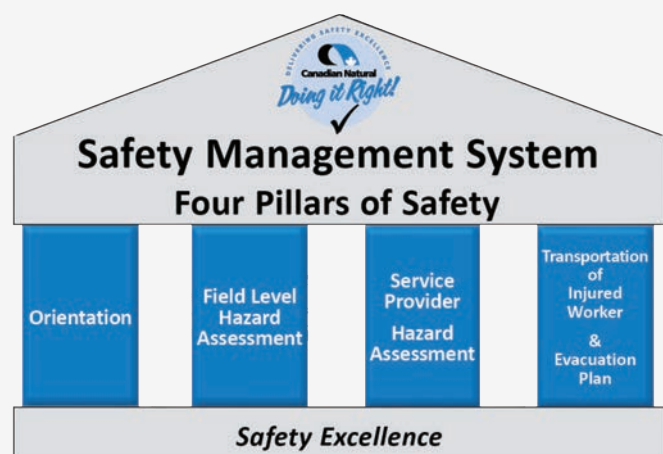 DELIVERING SAFETY EXCELLENCE
Canadian Natural
Doing it Right!
Safety Management System
Four Pillars of Safety
Orientation
Field Level
Hazard
Assessment
Service
Provider
Hazard
Assessment
Transportation
of
Injured
Worker
&
Evacuation
Plan
Safety Excellence